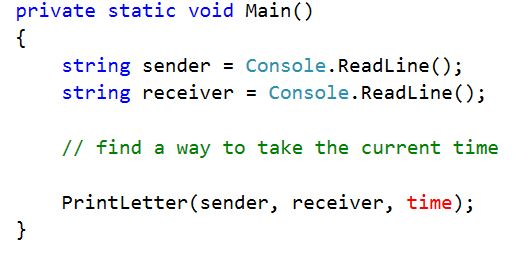 private static void Main()
{
string sender = Console.ReadLine();
string receiver = Console.ReadLine();
// find a way to take the current time
PrintLetter(sender, receiver, time);
}